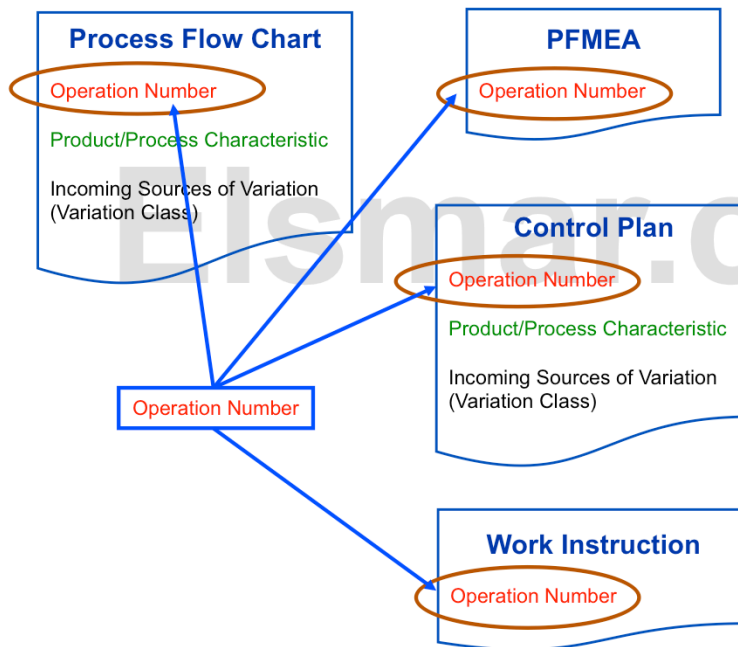 Process Flow Chart
Operation Number
Product/Process Characteristic
Incoming Sources of Variation
(Variation Class)
PFMEA
Operation Number
Elsmar.c
Control Plan
Operation Number
Product/Process Characteristic
Incoming Sources of Variation
(Variation Class)
Operation Number
Work Instruction
Operation Number